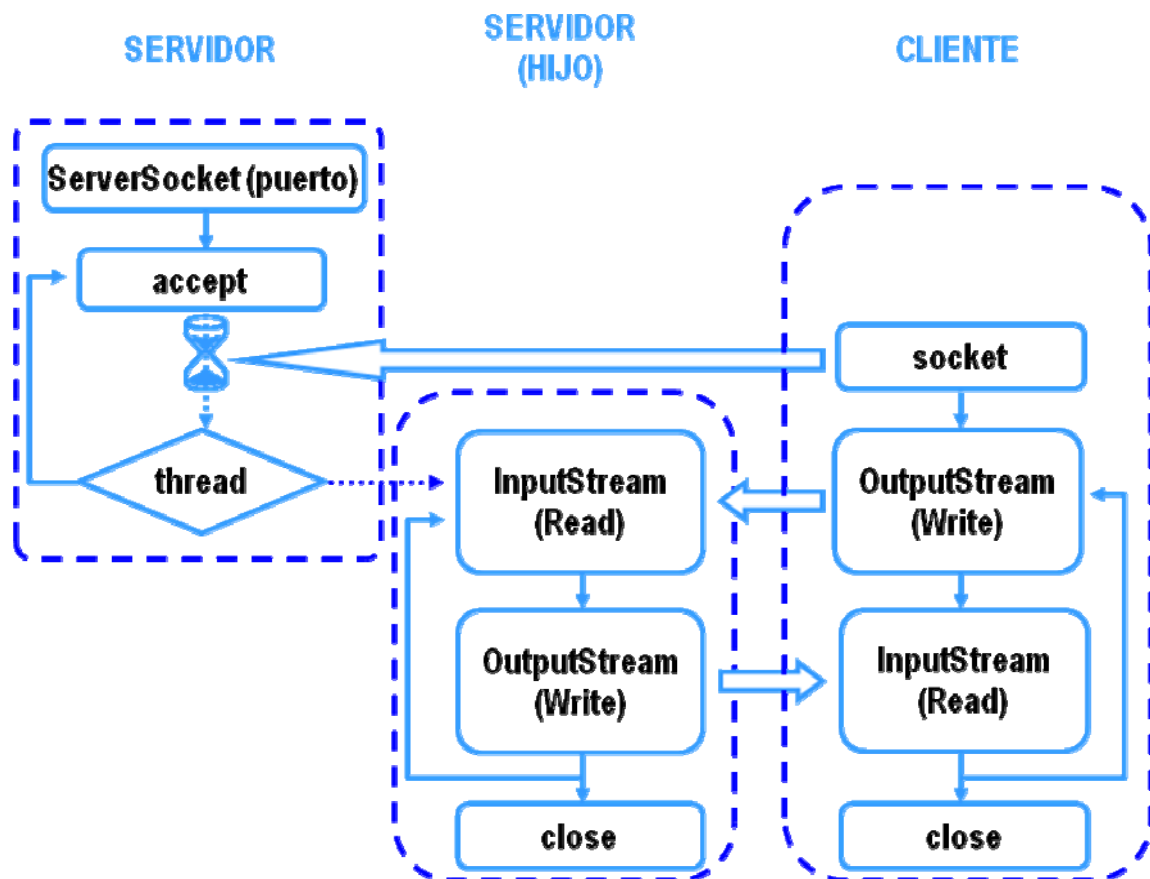 SERVIDOR
SERVIDOR
(HIJO)
CLIENTE
ServerSocket (puerto)
accept
thread
InputStream
(Read)
OutputStream
(Write)
close
socket
OutputStream
(Write)
InputStream
(Read)
close